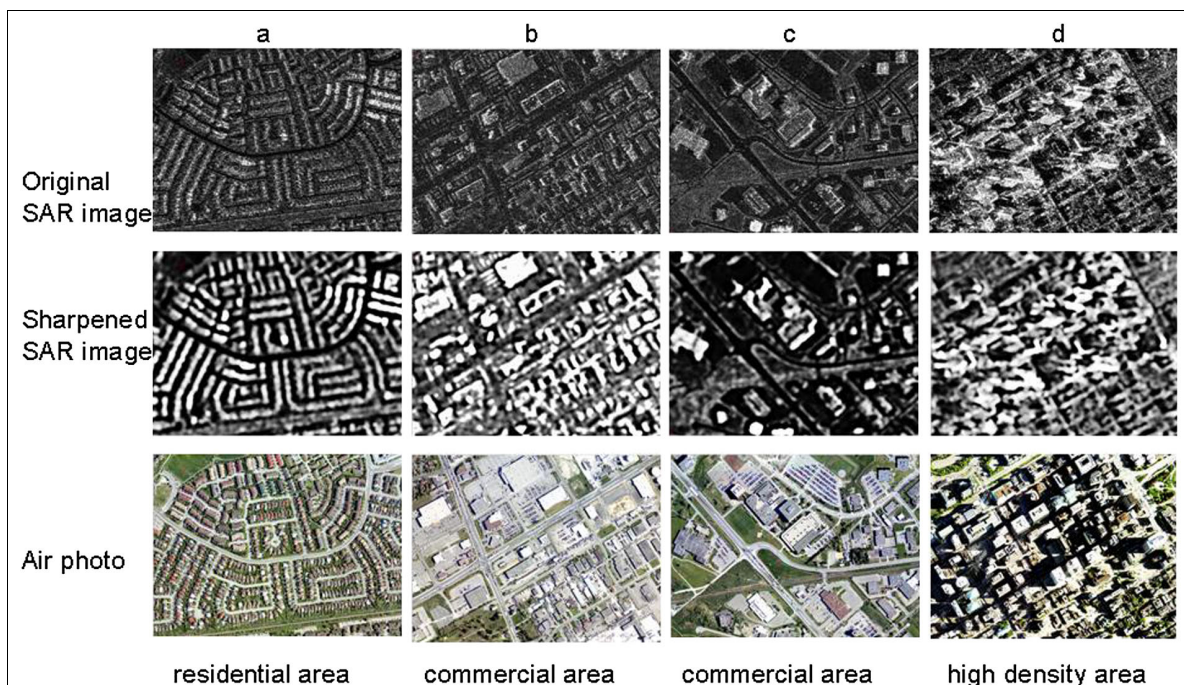 a b c d
Original
SAR image
Sharpened
SAR image
Air photo
residential area commercial area commercial area high density area